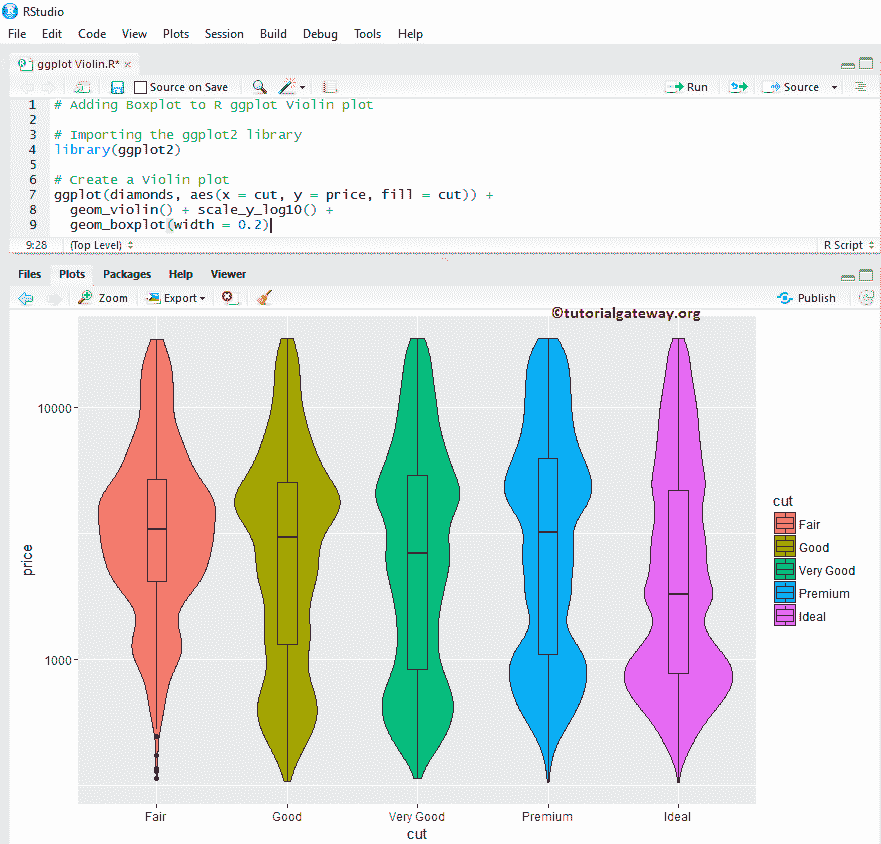 RStudio
File Edit Code View Plots Session Build Debug Tools Help
ggplot Violin.R* ×
Source on Save Run Source
1 # Adding Boxplot to R ggplot Violin plot
2
3 # Importing the ggplot2 library
4 library(ggplot2)
5
6 # Create a Violin plot
7 ggplot(diamonds, aes(x = cut, y = price, fill = cut)) +
8 geom_violin() + scale_y_log10() +
9 geom_boxplot(width = 0.2)
9:28 (Top Level) R Script
Files Plots Packages Help Viewer
Zoom Export Publish
©tutorialgateway.org
10000
1000
price
Fair Good Very Good Premium Ideal
cut
cut
Fair
Good
Very Good
Premium
Ideal